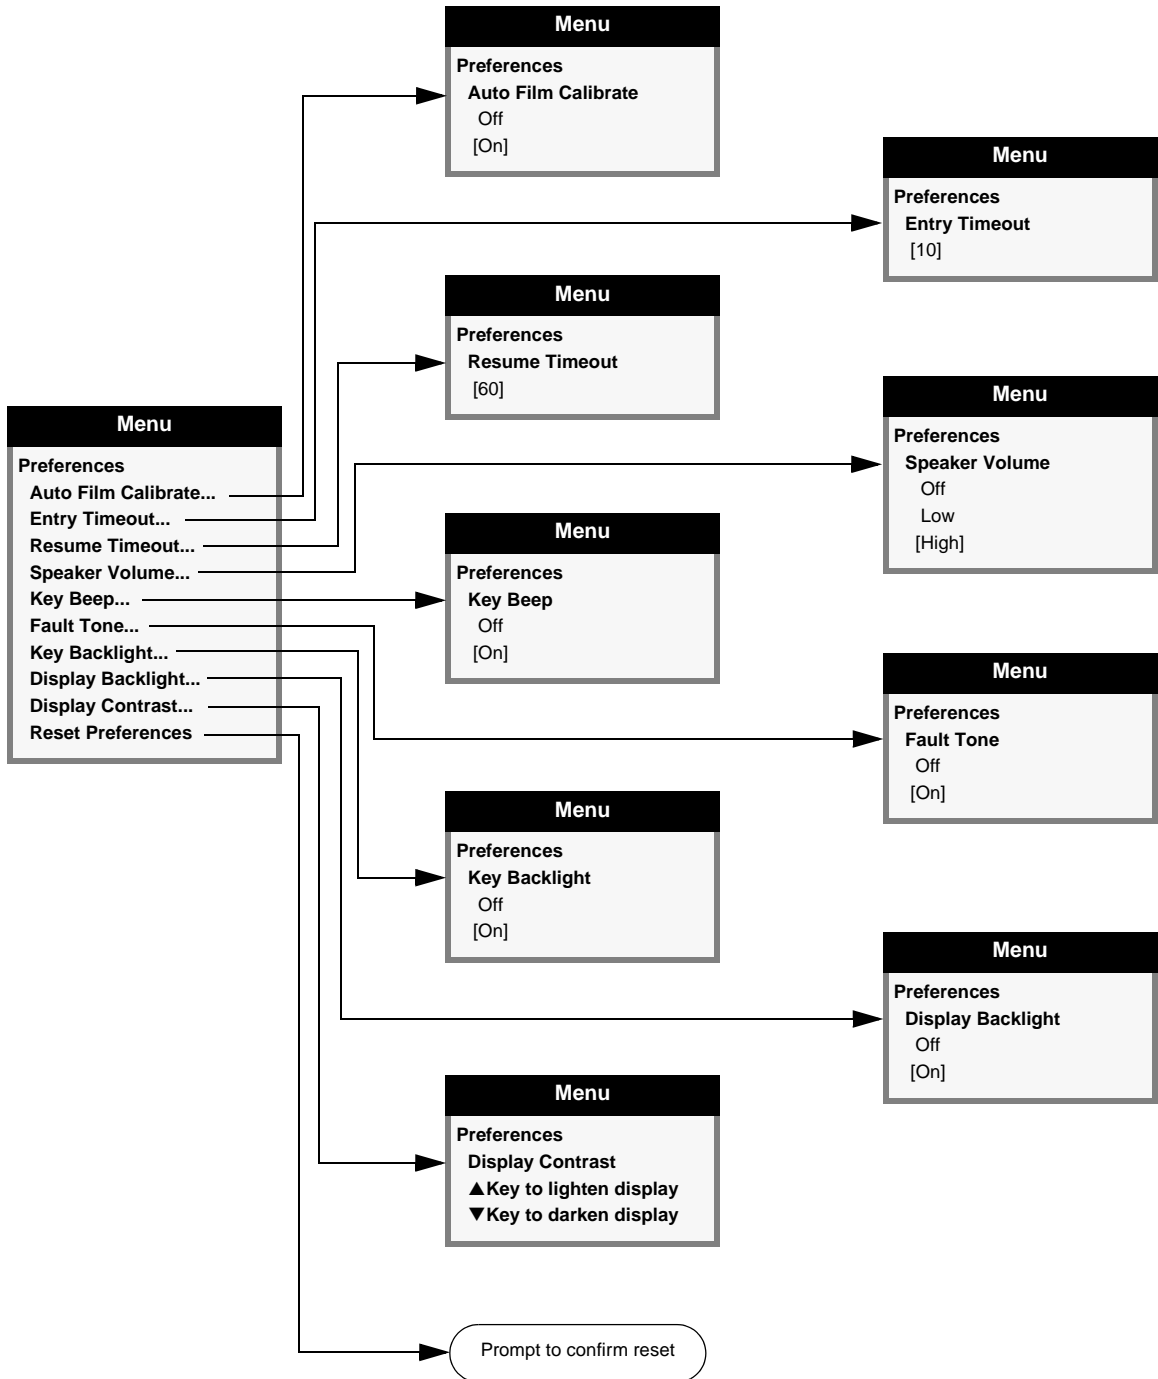 Menu
Preferences
Auto Film Calibrate...
Entry Timeout...
Resume Timeout...
Speaker Volume...
Key Beep...
Fault Tone...
Key Backlight...
Display Backlight...
Display Contrast...
Reset Preferences
Menu
Preferences
Auto Film Calibrate
Off
[On]
Menu
Preferences
Entry Timeout
[10]
Menu
Preferences
Resume Timeout
[60]
Menu
Preferences
Speaker Volume
Off
Low
[High]
Menu
Preferences
Key Beep
Off
[On]
Menu
Preferences
Fault Tone
Off
[On]
Menu
Preferences
Key Backlight
Off
[On]
Menu
Preferences
Display Backlight
Off
[On]
Menu
Preferences
Display Contrast
▲Key to lighten display
▼Key to darken display
Prompt to confirm reset